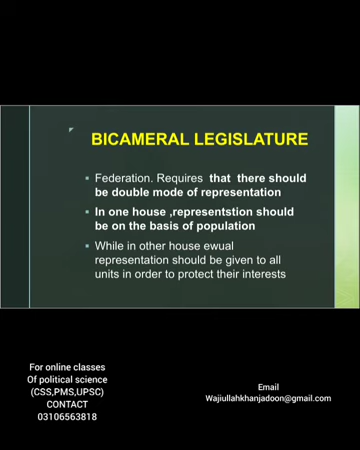 BICAMERAL LEGISLATURE
Federation. Requires that there should
be double mode of representation
In one house ,representstion should
be on the basis of population
While in other house ewual
representation should be given to all
units in order to protect their interests
For online classes
Of political science
(CSS,PMS,UPSC)
CONTACT
03106563818
Email
Wajiullahkhanjadoon@gmail.com